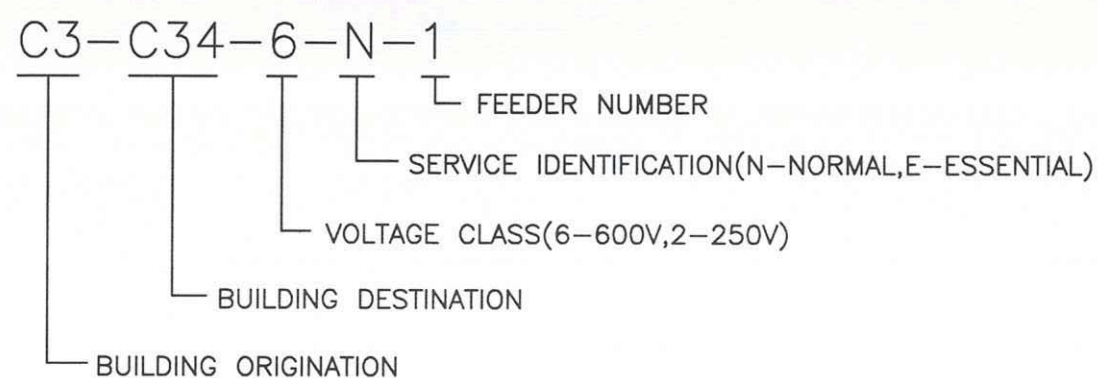 C3-C34-6-N-1
FEEDER NUMBER
SERVICE IDENTIFICATION(N-NORMAL,E-ESSENTIAL)
VOLTAGE CLASS(6-600V,2-250V)
BUILDING DESTINATION
BUILDING ORIGINATION